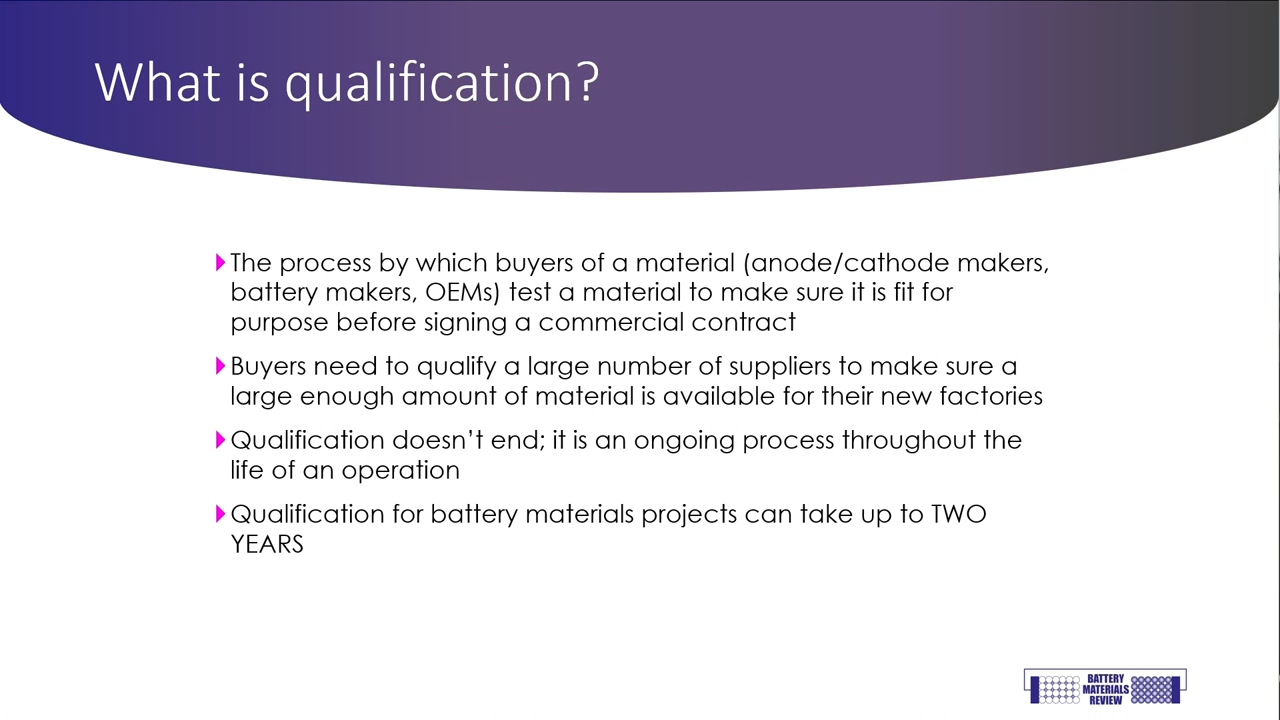 What is qualification?
The process by which buyers of a material (anode/cathode makers,
battery makers, OEMs) test a material to make sure it is fit for
purpose before signing a commercial contract
Buyers need to qualify a large number of suppliers to make sure a
large enough amount of material is available for their new factories
Qualification doesn't end; it is an ongoing process throughout the
life of an operation
Qualification for battery materials projects can take up to TWO
YEARS
BATTERY
MATERIALS
REVIEW